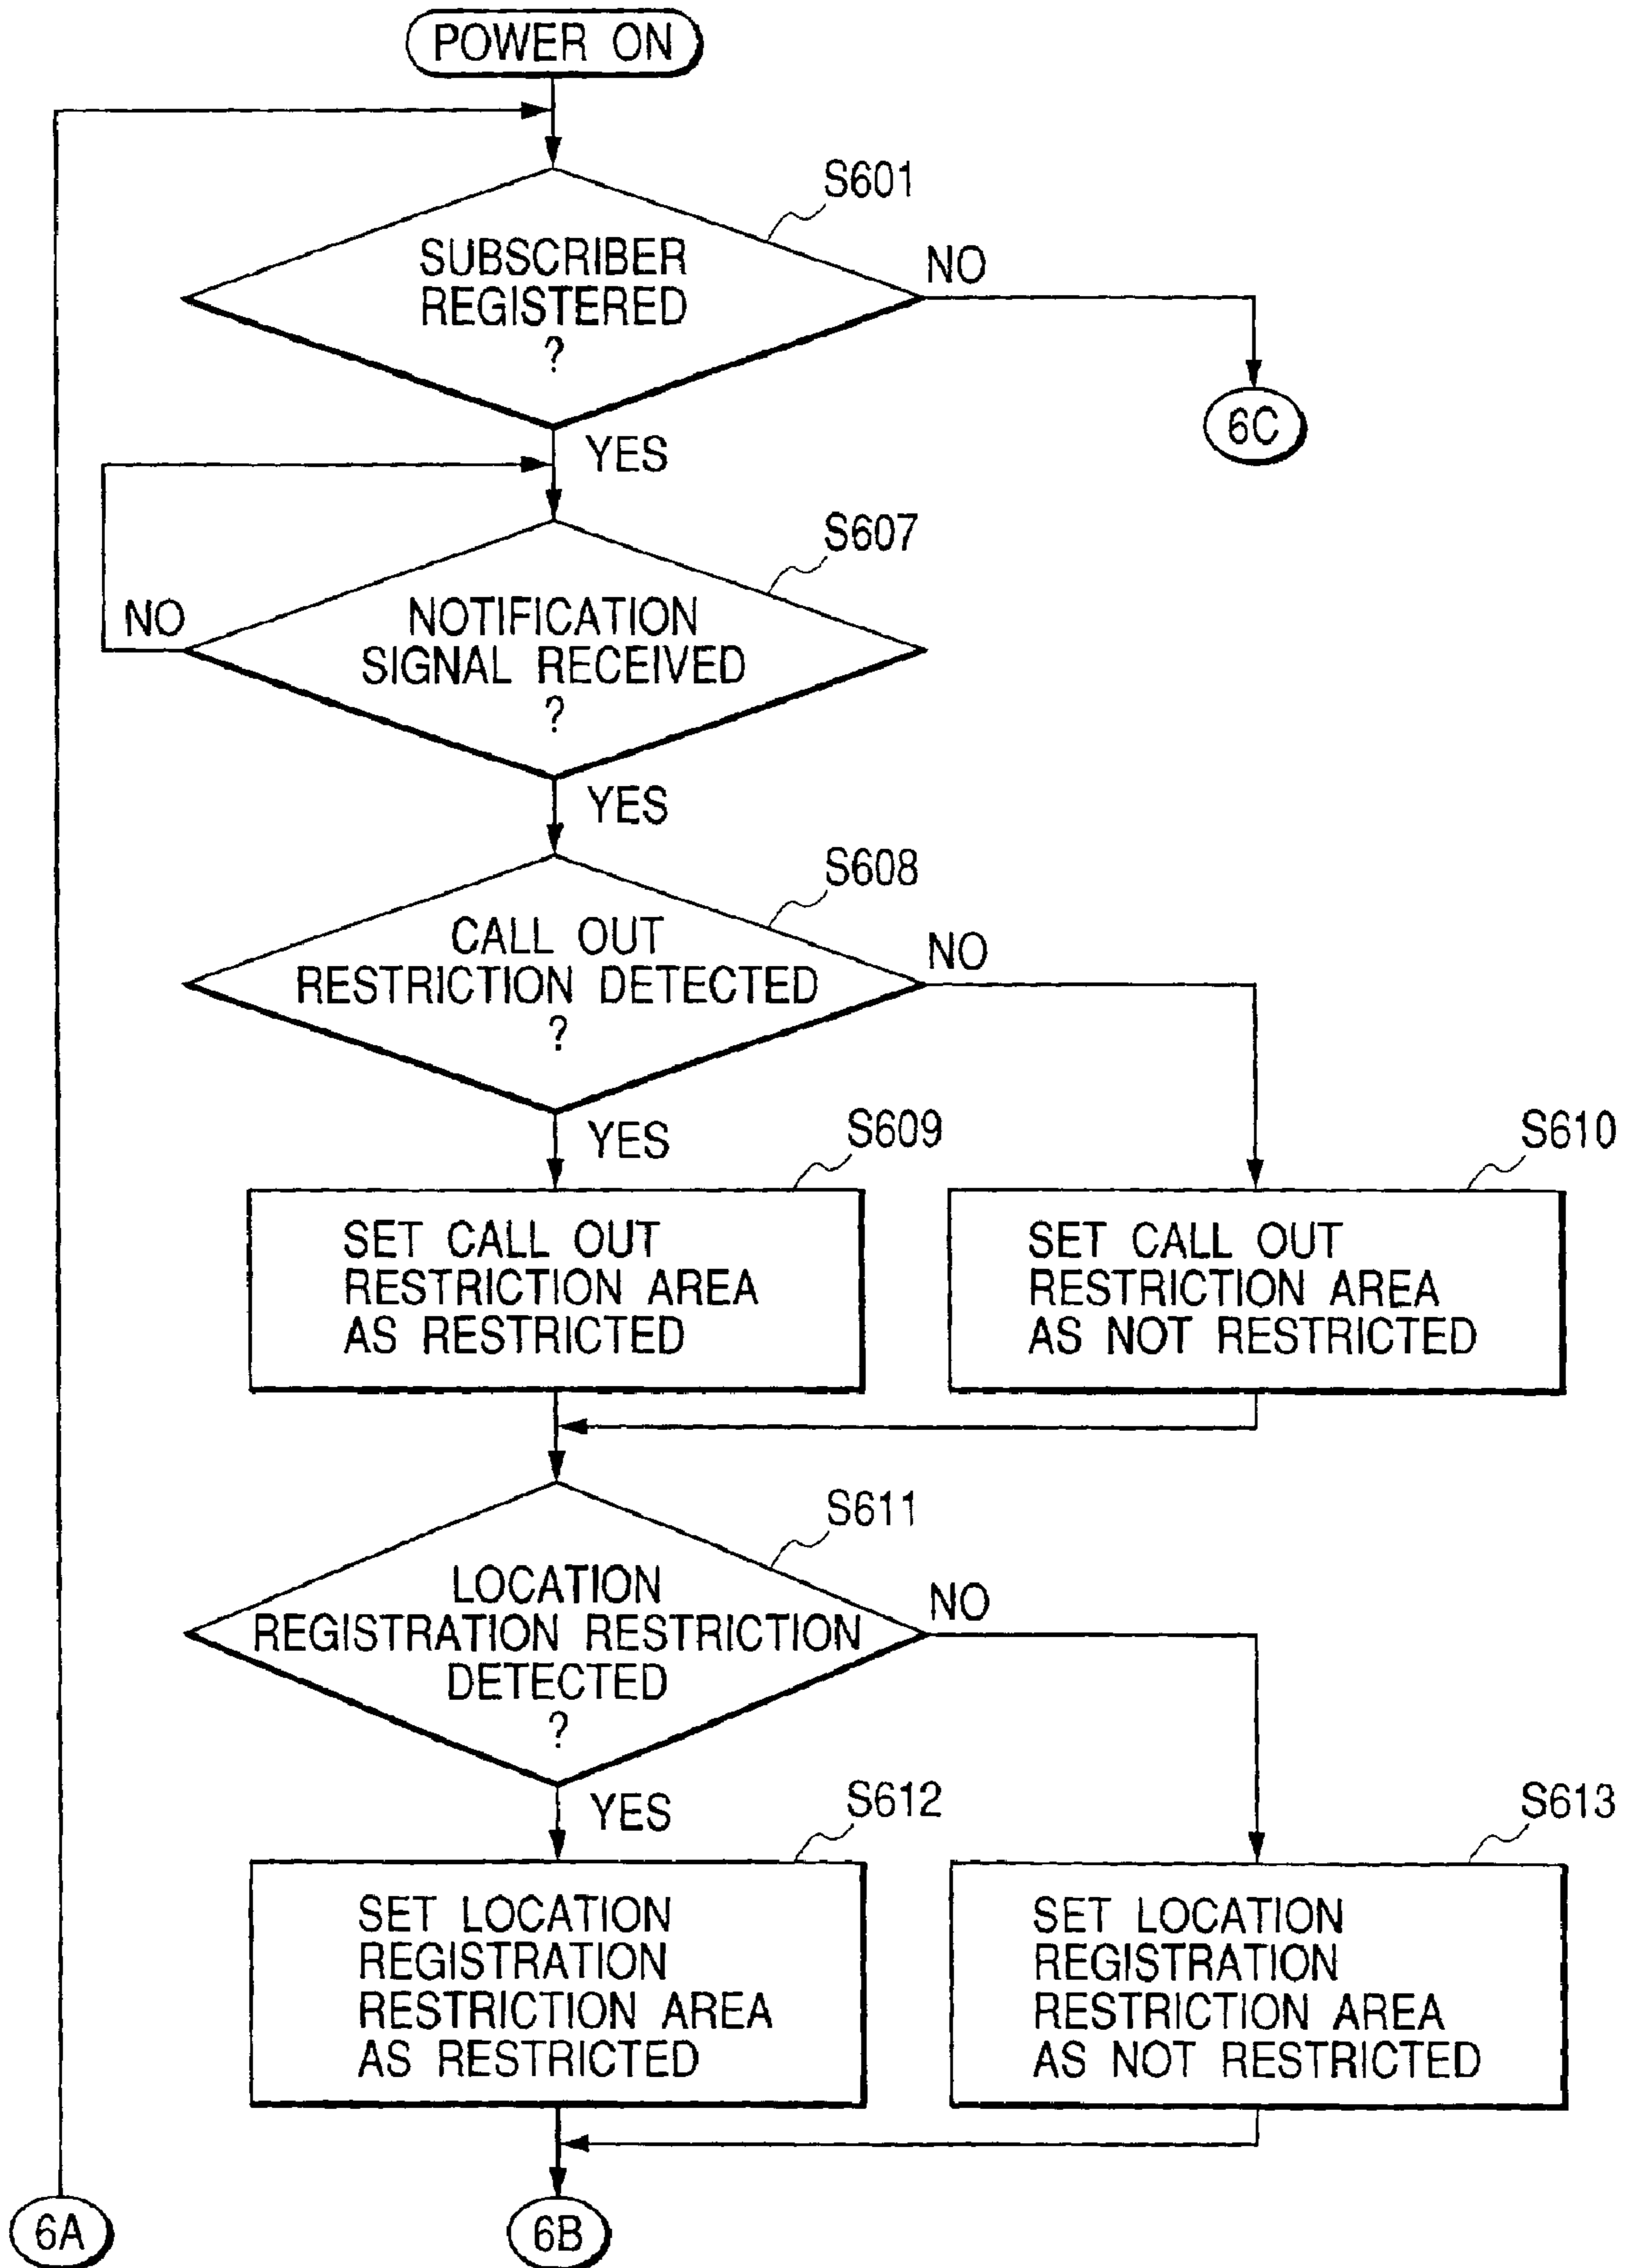 POWER ON
S601
SUBSCRIBER
REGISTERED
?
NO
6C
YES
S607
NOTIFICATION
SIGNAL RECEIVED
?
NO
YES
S608
CALL OUT
RESTRICTION DETECTED
?
NO
YES
S609
SET CALL OUT
RESTRICTION AREA
AS RESTRICTED
S610
SET CALL OUT
RESTRICTION AREA
AS NOT RESTRICTED
S611
LOCATION
REGISTRATION RESTRICTION
DETECTED
?
NO
YES
S612
SET LOCATION
REGISTRATION
RESTRICTION AREA
AS RESTRICTED
S613
SET LOCATION
REGISTRATION
RESTRICTION AREA
AS NOT RESTRICTED
6A
6B